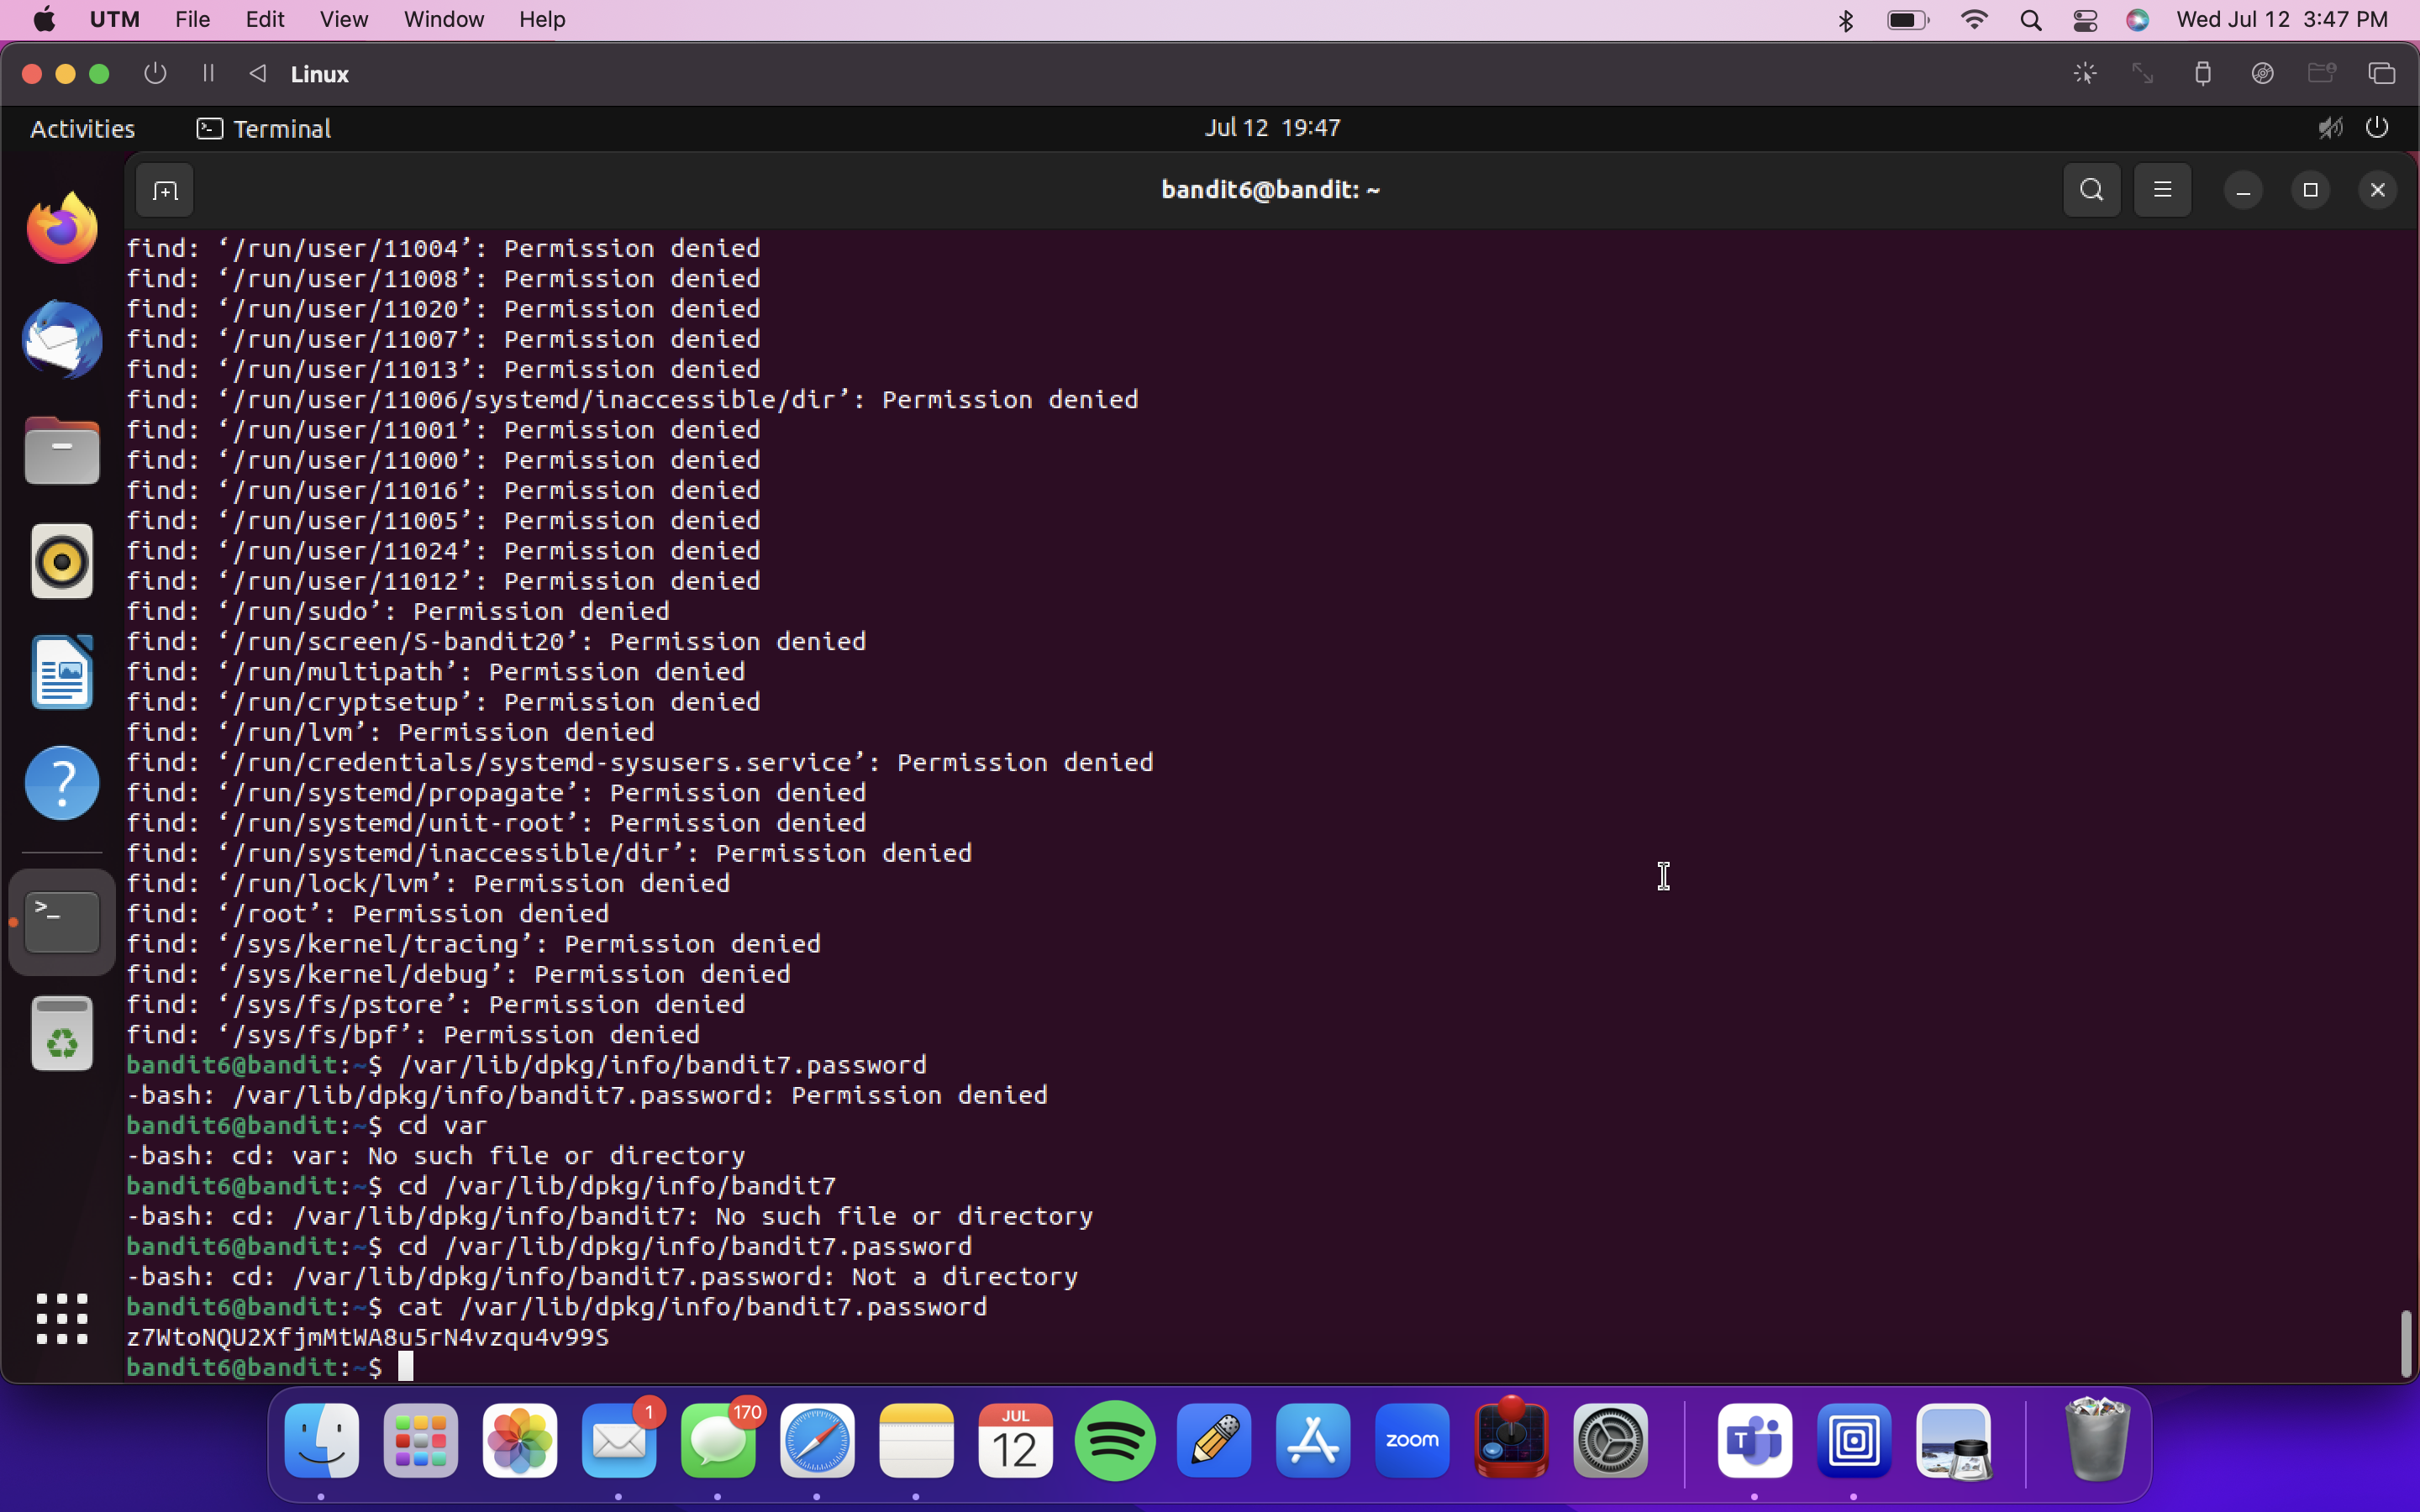 UTM File Edit View Window Help Wed Jul 12 3:47 PM
Linux
Activities Terminal Jul 12 19:47
bandit6@bandit: ~
find: ‘/run/user/11004’: Permission denied
find: ‘/run/user/11008’: Permission denied
find: ‘/run/user/11020’: Permission denied
find: ‘/run/user/11007’: Permission denied
find: ‘/run/user/11013’: Permission denied
find: ‘/run/user/11006/systemd/inaccessible/dir’: Permission denied
find: ‘/run/user/11001’: Permission denied
find: ‘/run/user/11000’: Permission denied
find: ‘/run/user/11016’: Permission denied
find: ‘/run/user/11005’: Permission denied
find: ‘/run/user/11024’: Permission denied
find: ‘/run/user/11012’: Permission denied
find: ‘/run/sudo’: Permission denied
find: ‘/run/screen/S-bandit20’: Permission denied
find: ‘/run/multipath’: Permission denied
find: ‘/run/cryptsetup’: Permission denied
find: ‘/run/lvm’: Permission denied
find: ‘/run/credentials/systemd-sysusers.service’: Permission denied
find: ‘/run/systemd/propagate’: Permission denied
find: ‘/run/systemd/unit-root’: Permission denied
find: ‘/run/systemd/inaccessible/dir’: Permission denied
find: ‘/run/lock/lvm’: Permission denied
find: ‘/root’: Permission denied
find: ‘/sys/kernel/tracing’: Permission denied
find: ‘/sys/kernel/debug’: Permission denied
find: ‘/sys/fs/pstore’: Permission denied
find: ‘/sys/fs/bpf’: Permission denied
bandit6@bandit:~$ /var/lib/dpkg/info/bandit7.password
-bash: /var/lib/dpkg/info/bandit7.password: Permission denied
bandit6@bandit:~$ cd var
-bash: cd: var: No such file or directory
bandit6@bandit:~$ cd /var/lib/dpkg/info/bandit7
-bash: cd: /var/lib/dpkg/info/bandit7: No such file or directory
bandit6@bandit:~$ cd /var/lib/dpkg/info/bandit7.password
-bash: cd: /var/lib/dpkg/info/bandit7.password: Not a directory
bandit6@bandit:~$ cat /var/lib/dpkg/info/bandit7.password
z7WtoNQU2XfjmMtWA8u5rN4vzqu4v99S
bandit6@bandit:~$
1 170 JUL
12 zoom T